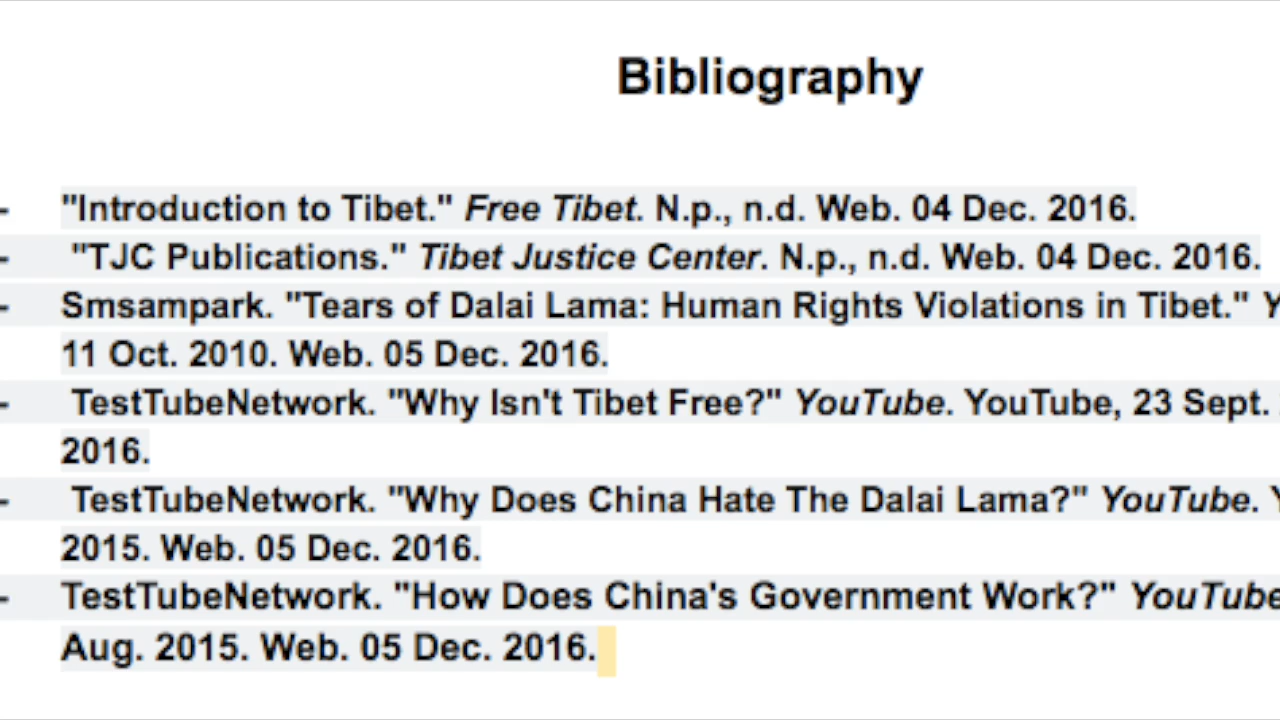 Bibliography
- "Introduction to Tibet." Free Tibet. N.p., n.d. Web. 04 Dec. 2016.
- "TJC Publications." Tibet Justice Center. N.p., n.d. Web. 04 Dec. 2016.
- Smsampark. "Tears of Dalai Lama: Human Rights Violations in Tibet."
11 Oct. 2010. Web. 05 Dec. 2016.
- TestTubeNetwork. "Why Isn't Tibet Free?" YouTube. YouTube, 23 Sept.
2016.
- TestTubeNetwork. "Why Does China Hate The Dalai Lama?" YouTube.
2015. Web. 05 Dec. 2016.
- TestTubeNetwork. "How Does China's Government Work?" YouTube
Aug. 2015. Web. 05 Dec. 2016.